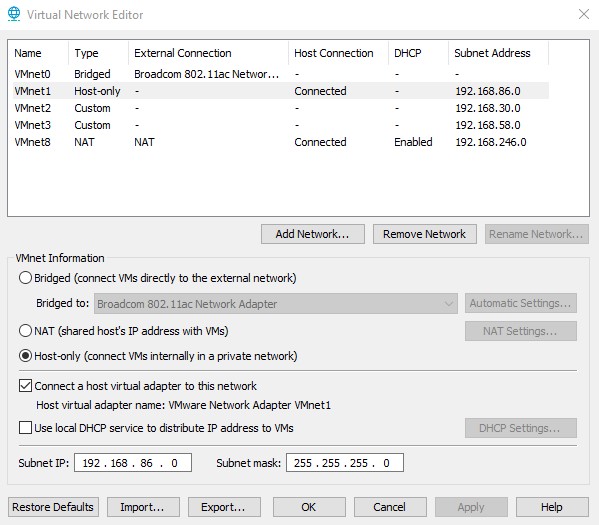 Virtual Network Editor
Name Type External Connection Host Connection DHCP Subnet Address
VMnet0 Bridged Broadcom 802.11ac Networ... - - -
VMnet1 Host-only - Connected - 192.168.86.0
VMnet2 Custom - - - 192.168.30.0
VMnet3 Custom - - - 192.168.58.0
VMnet8 NAT NAT Connected Enabled 192.168.246.0
Add Network... Remove Network Rename Network...
VMnet Information
Bridged (connect VMs directly to the external network)
Bridged to: Broadcom 802.11ac Network Adapter Automatic Settings...
NAT (shared host's IP address with VMs) NAT Settings...
Host-only (connect VMs internally in a private network)
Connect a host virtual adapter to this network
Host virtual adapter name: VMware Network Adapter VMnet1
Use local DHCP service to distribute IP address to VMs DHCP Settings...
Subnet IP: 192 . 168 . 86 . 0 Subnet mask: 255 . 255 . 255 . 0
Restore Defaults Import... Export... OK Cancel Apply Help